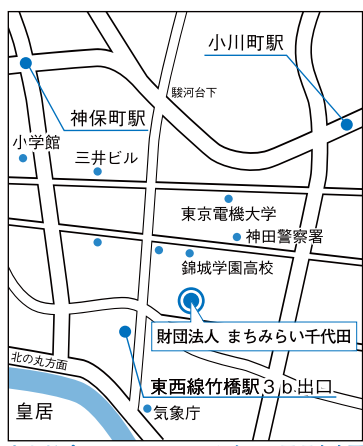 小川町駅
駿河台下
神保町駅
小学館
三井ビル
東京電機大学
神田警察署
錦城学園高校
財団法人 まちみらい千代田
北の丸方面
東西線竹橋駅3b出口
皇居
気象庁